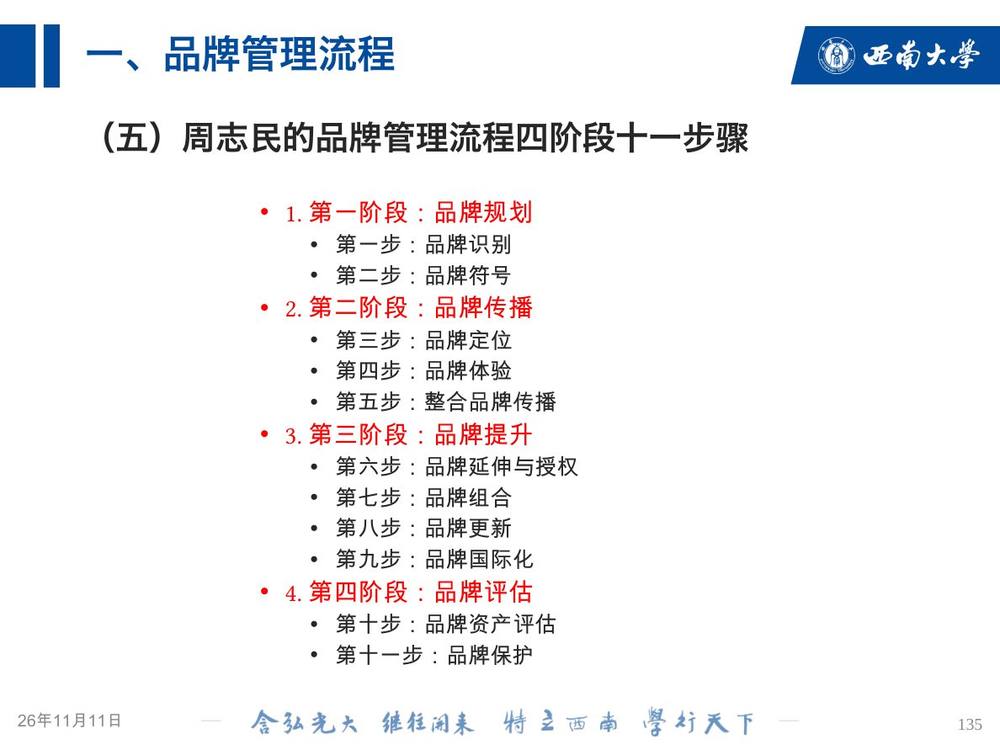 一、品牌管理流程
西南大学
（五）周志民的品牌管理流程四阶段十一步骤
• 1. 第一阶段：品牌规划
• 第一步：品牌识别
• 第二步：品牌符号
• 2. 第二阶段：品牌传播
• 第三步：品牌定位
• 第四步：品牌体验
• 第五步：整合品牌传播
• 3. 第三阶段：品牌提升
• 第六步：品牌延伸与授权
• 第七步：品牌组合
• 第八步：品牌更新
• 第九步：品牌国际化
• 4. 第四阶段：品牌评估
• 第十步：品牌资产评估
• 第十一步：品牌保护
26年11月11日
含弘光大 继往开来 特立西南 學行天下
135